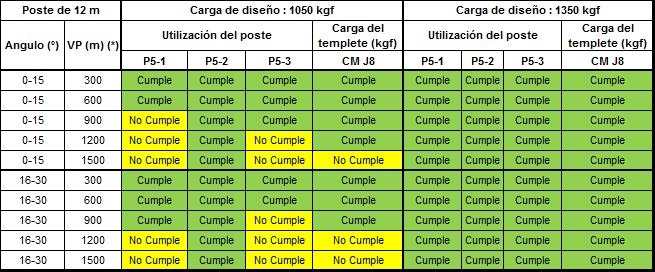 Poste de 12 m Carga de diseño : 1050 kgf Carga de diseño : 1350 kgf
Angulo (°) VP (m) (*) Utilización del poste Carga del templete (kgf) Utilización del poste Carga del templete (kgf)
P5-1 P5-2 P5-3 CM J8 P5-1 P5-2 P5-3 CM J8
0-15 300 Cumple Cumple Cumple Cumple Cumple Cumple Cumple Cumple
0-15 600 Cumple Cumple Cumple Cumple Cumple Cumple Cumple Cumple
0-15 900 No Cumple Cumple Cumple Cumple Cumple Cumple Cumple Cumple
0-15 1200 No Cumple Cumple No Cumple Cumple Cumple Cumple Cumple Cumple
0-15 1500 No Cumple Cumple No Cumple No Cumple Cumple Cumple Cumple Cumple
16-30 300 Cumple Cumple Cumple Cumple Cumple Cumple Cumple Cumple
16-30 600 Cumple Cumple Cumple Cumple Cumple Cumple Cumple Cumple
16-30 900 Cumple Cumple No Cumple Cumple Cumple Cumple Cumple Cumple
16-30 1200 No Cumple Cumple No Cumple No Cumple Cumple Cumple Cumple Cumple
16-30 1500 No Cumple Cumple No Cumple No Cumple Cumple Cumple Cumple Cumple